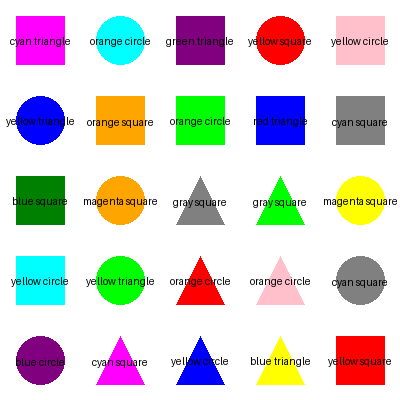 cyan triangle orange circle green triangle yellow square yellow circle
yellow triangle orange square orange circle red triangle cyan square
blue square magenta square gray square gray square magenta square
yellow circle yellow triangle orange circle orange circle cyan square
blue circle cyan square yellow circle blue triangle yellow square